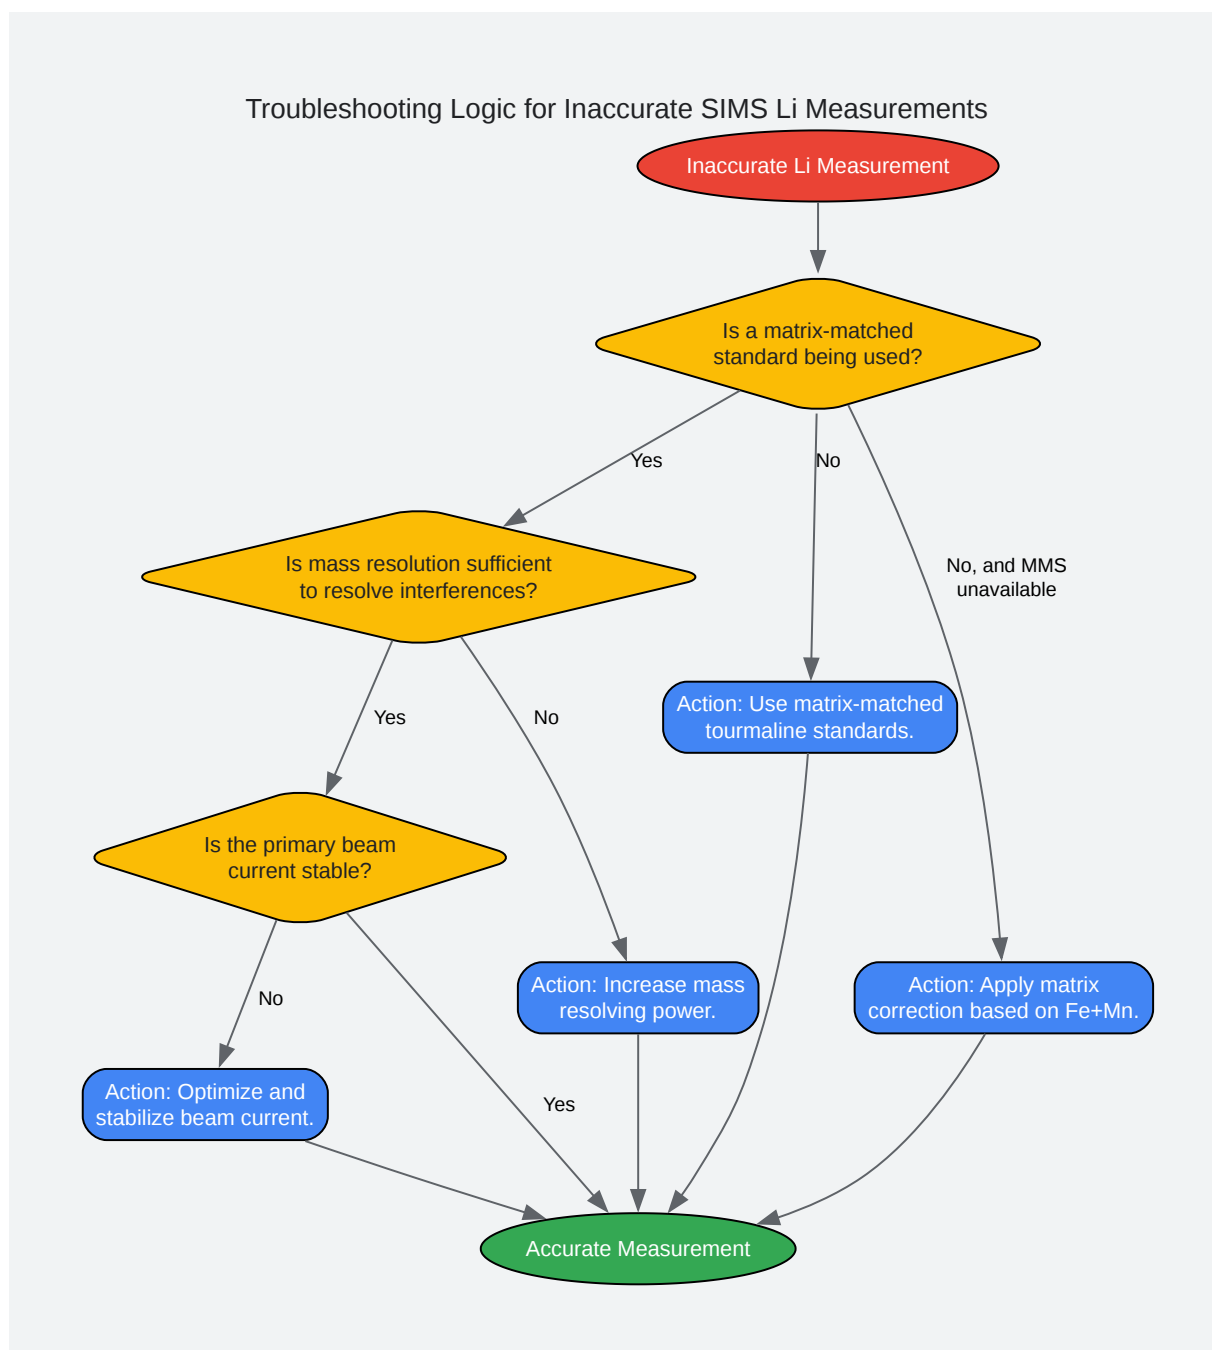 Troubleshooting Logic for Inaccurate SIMS Li Measurements
Inaccurate Li Measurement
Is a matrix-matched
standard being used?
Yes
No
No, and MMS
unavailable
Is mass resolution sufficient
to resolve interferences?
Yes
No
Action: Use matrix-matched
tourmaline standards.
Is the primary beam
current stable?
No
Yes
Action: Increase mass
resolving power.
Action: Apply matrix
correction based on Fe+Mn.
Action: Optimize and
stabilize beam current.
Accurate Measurement